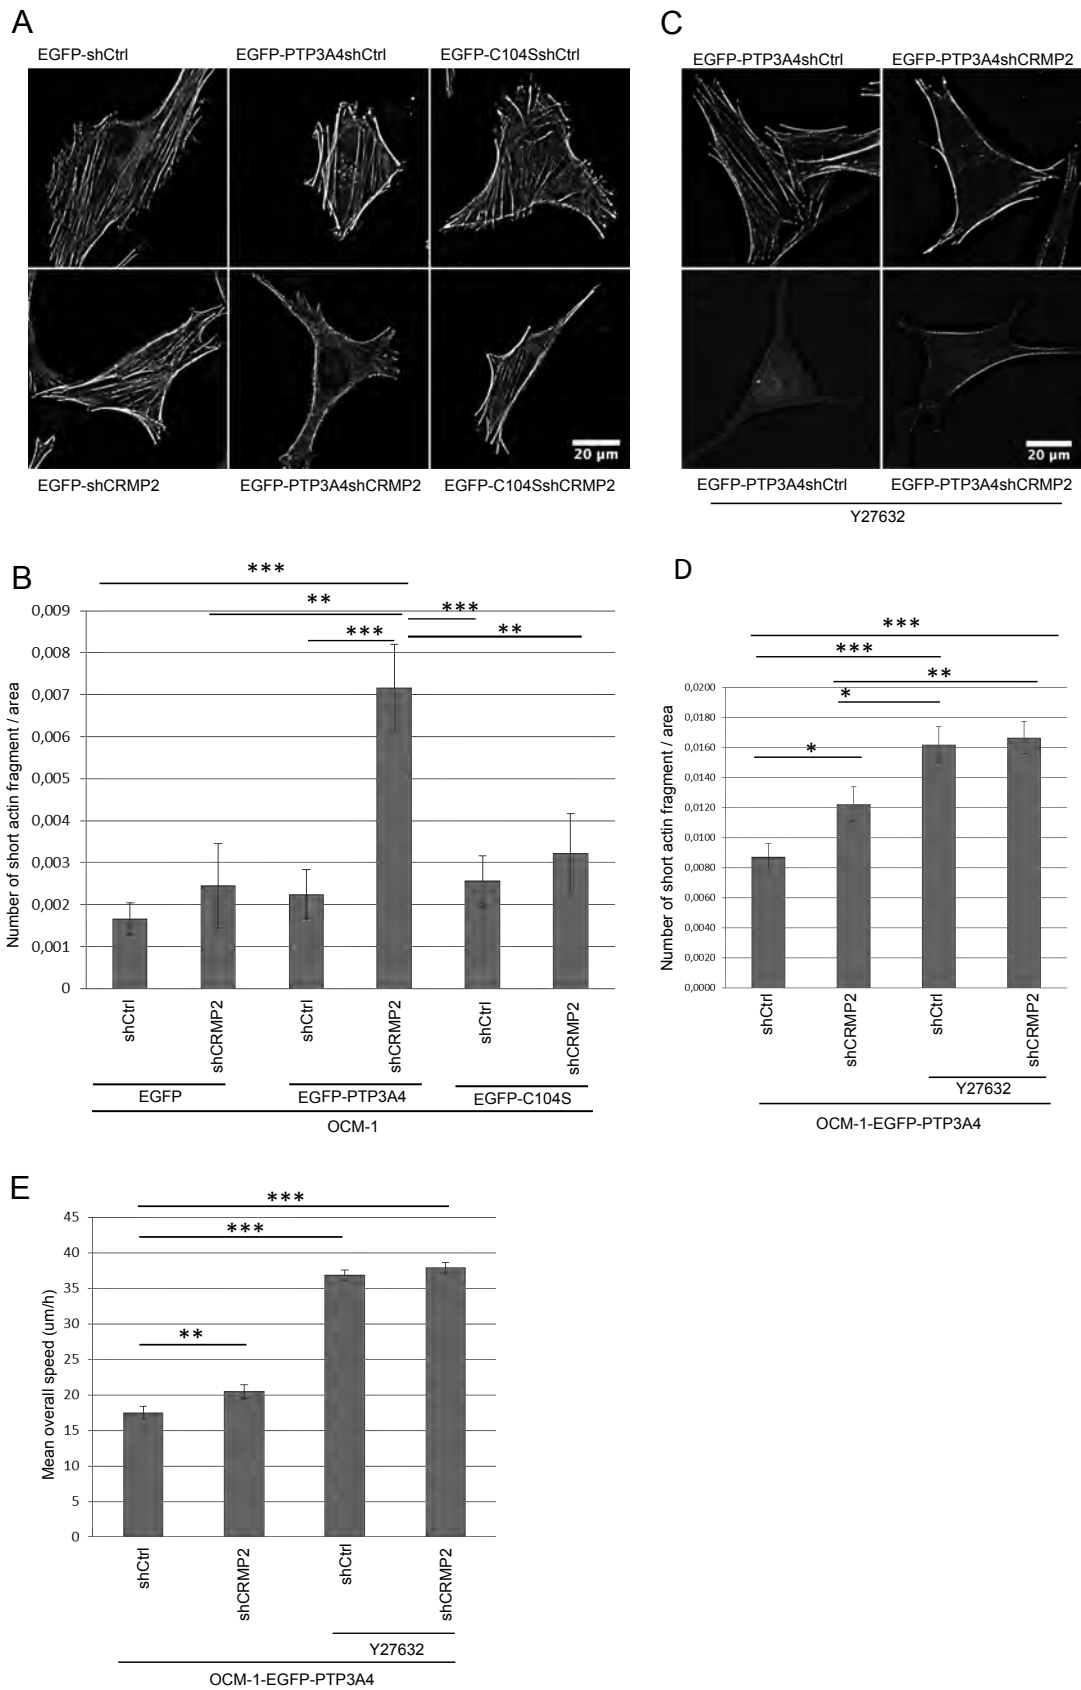 A
EGFP-shCtrl
EGFP-PTP3A4shCtrl
EGFP-C104SshCtrl
20 µm
EGFP-shCRMP2
EGFP-PTP3A4shCRMP2
EGFP-C104SshCRMP2
C
EGFP-PTP3A4shCtrl
EGFP-PTP3A4shCRMP2
20 µm
EGFP-PTP3A4shCtrl
EGFP-PTP3A4shCRMP2
Y27632
B
***
**
***
***
**
Number of short actin fragment / area
0,009
0,008
0,007
0,006
0,005
0,004
0,003
0,002
0,001
0
shCtrl
shCRMP2
shCtrl
shCRMP2
shCtrl
shCRMP2
EGFP
EGFP-PTP3A4
EGFP-C104S
OCM-1
D
***
***
**
*
*
Number of short actin fragment / area
0,0200
0,0180
0,0160
0,0140
0,0120
0,0100
0,0080
0,0060
0,0040
0,0020
0,0000
shCtrl
shCRMP2
shCtrl
shCRMP2
Y27632
OCM-1-EGFP-PTP3A4
E
***
***
**
Mean overall speed (um/h)
45
40
35
30
25
20
15
10
5
0
shCtrl
shCRMP2
shCtrl
shCRMP2
Y27632
OCM-1-EGFP-PTP3A4